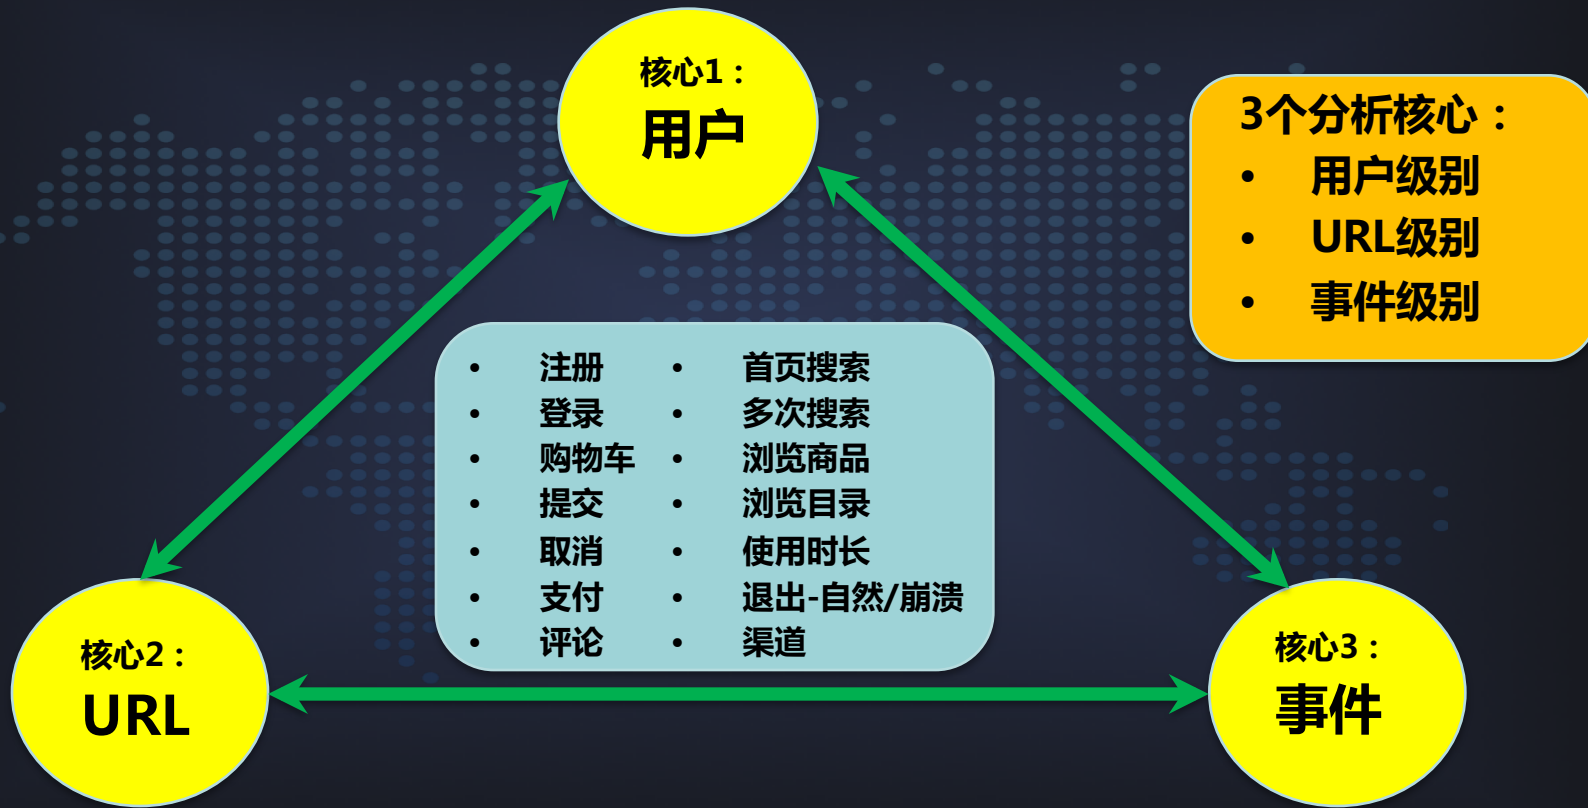 核心1：
用户
3个分析核心：
• 用户级别
• URL级别
• 事件级别
• 注册
• 登录
• 购物车
• 提交
• 取消
• 支付
• 评论
• 首页搜索
• 多次搜索
• 浏览商品
• 浏览目录
• 使用时长
• 退出-自然/崩溃
• 渠道
核心2：
URL
核心3：
事件